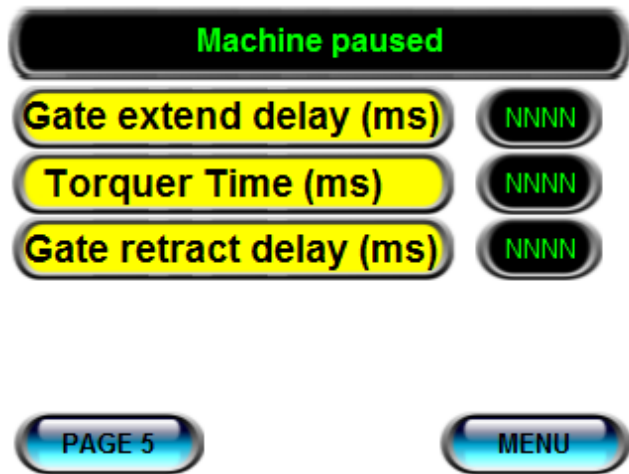 Machine paused
Gate extend delay (ms) NNNN
Torquer Time (ms) NNNN
Gate retract delay (ms) NNNN
PAGE 5 MENU